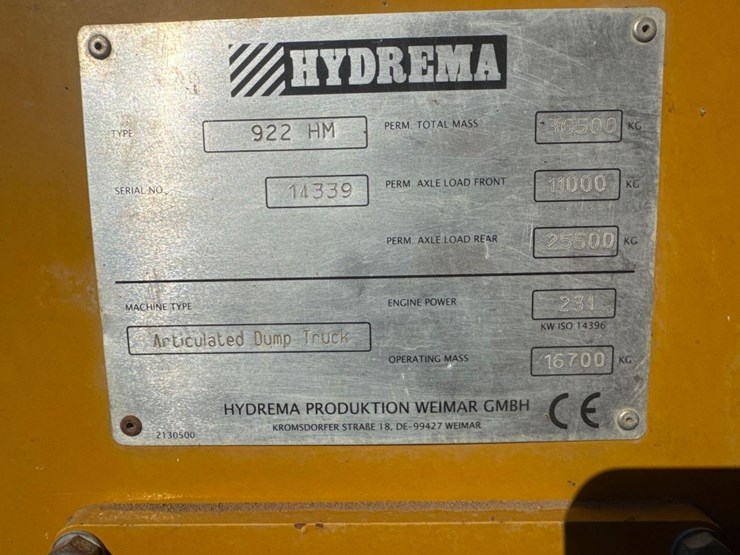 HYDREMA
TYPE 922 HM PERM. TOTAL MASS 36500 KG
SERIAL NO. 14339 PERM. AXLE LOAD FRONT 11000 KG
PERM. AXLE LOAD REAR 25500 KG
MACHINE TYPE ENGINE POWER 231
KW ISO 14396
Articulated Dump Truck OPERATING MASS 16700 KG
HYDREMA PRODUKTION WEIMAR GMBH CE
KROMSDORFER STRAßE 18, DE-99427 WEIMAR
2130500